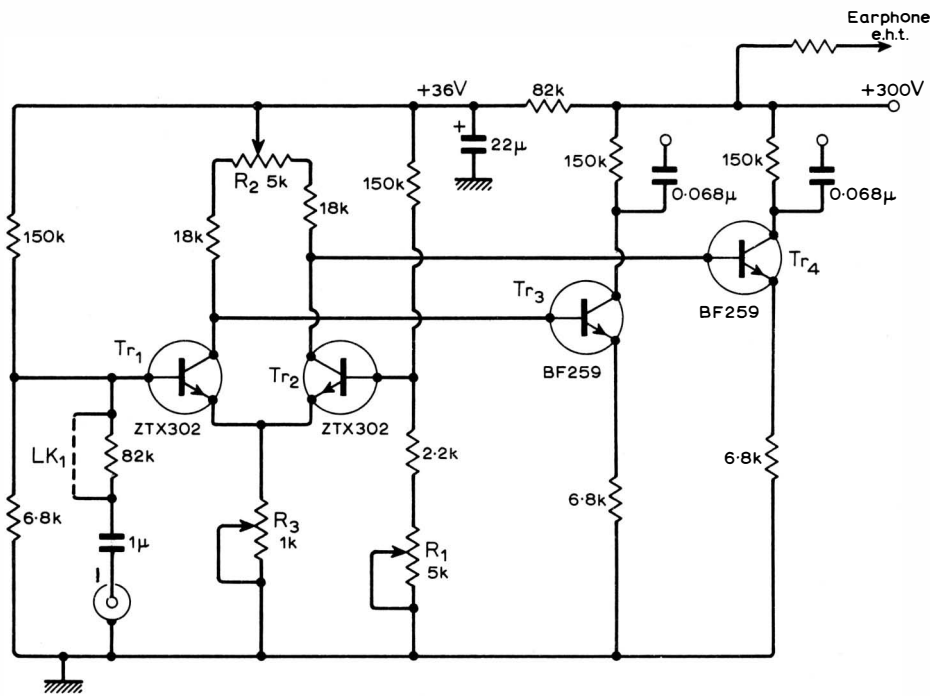 Earphone
e.h.t.
+36V
82k
+300V
+
22µ
150k
0·068µ
150k
0·068µ
R2 5k
150k
18k
18k
150k
Tr4
BF259
Tr3
BF259
Tr1
Tr2
ZTX302
ZTX302
LK1
82k
2·2k
6·8k
6·8k
6·8k
R3
1k
1µ
R1
5k
I